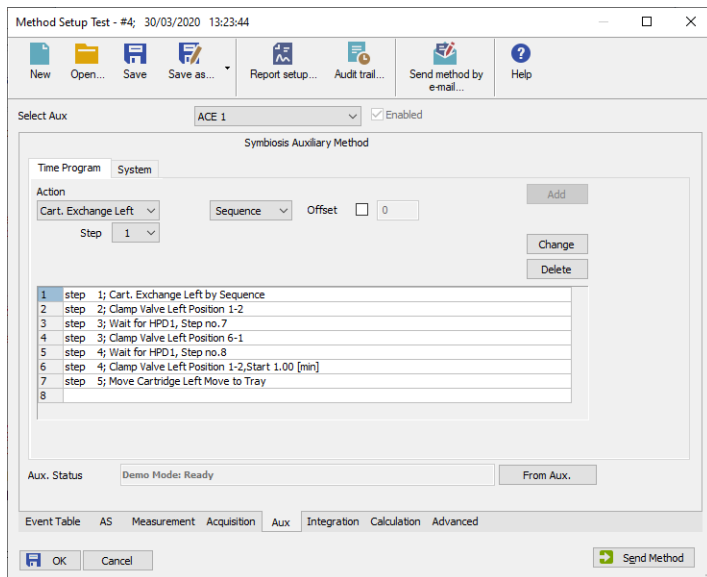 Method Setup Test - #4; 30/03/2020 13:23:44
New Open... Save Save as... Report setup... Audit trail... Send method by e-mail... Help
Select Aux ACE 1 Enabled
Symbiosis Auxiliary Method
Time Program System
Action Add
Cart. Exchange Left Sequence Offset 0
Step 1
Change
Delete
1 step 1; Cart. Exchange Left by Sequence
2 step 2; Clamp Valve Left Position 1-2
3 step 3; Wait for HPD1, Step no.7
4 step 3; Clamp Valve Left Position 6-1
5 step 4; Wait for HPD1, Step no.8
6 step 4; Clamp Valve Left Position 1-2,Start 1.00 [min]
7 step 5; Move Cartridge Left Move to Tray
8
Aux. Status Demo Mode: Ready From Aux.
Event Table AS Measurement Acquisition Aux Integration Calculation Advanced
OK Cancel Send Method